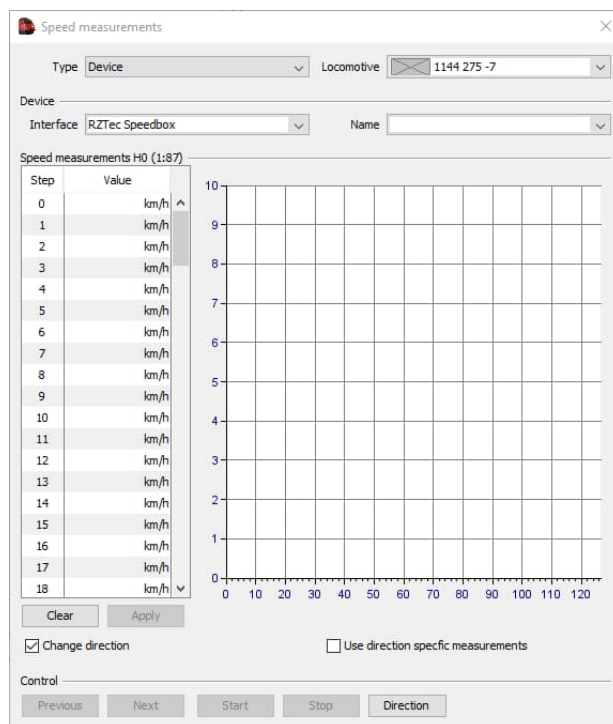 Speed measurements
Type Device Locomotive 1144 275 -7
Device
Interface RZTec Speedbox Name
Speed measurements H0 (1:87)
Step Value
0 km/h
1 km/h
2 km/h
3 km/h
4 km/h
5 km/h
6 km/h
7 km/h
8 km/h
9 km/h
10 km/h
11 km/h
12 km/h
13 km/h
14 km/h
15 km/h
16 km/h
17 km/h
18 km/h
10
9
8
7
6
5
4
3
2
1
0
0 10 20 30 40 50 60 70 80 90 100 110 120
Clear Apply
Change direction Use direction specfic measurements
Control
Previous Next Start Stop Direction